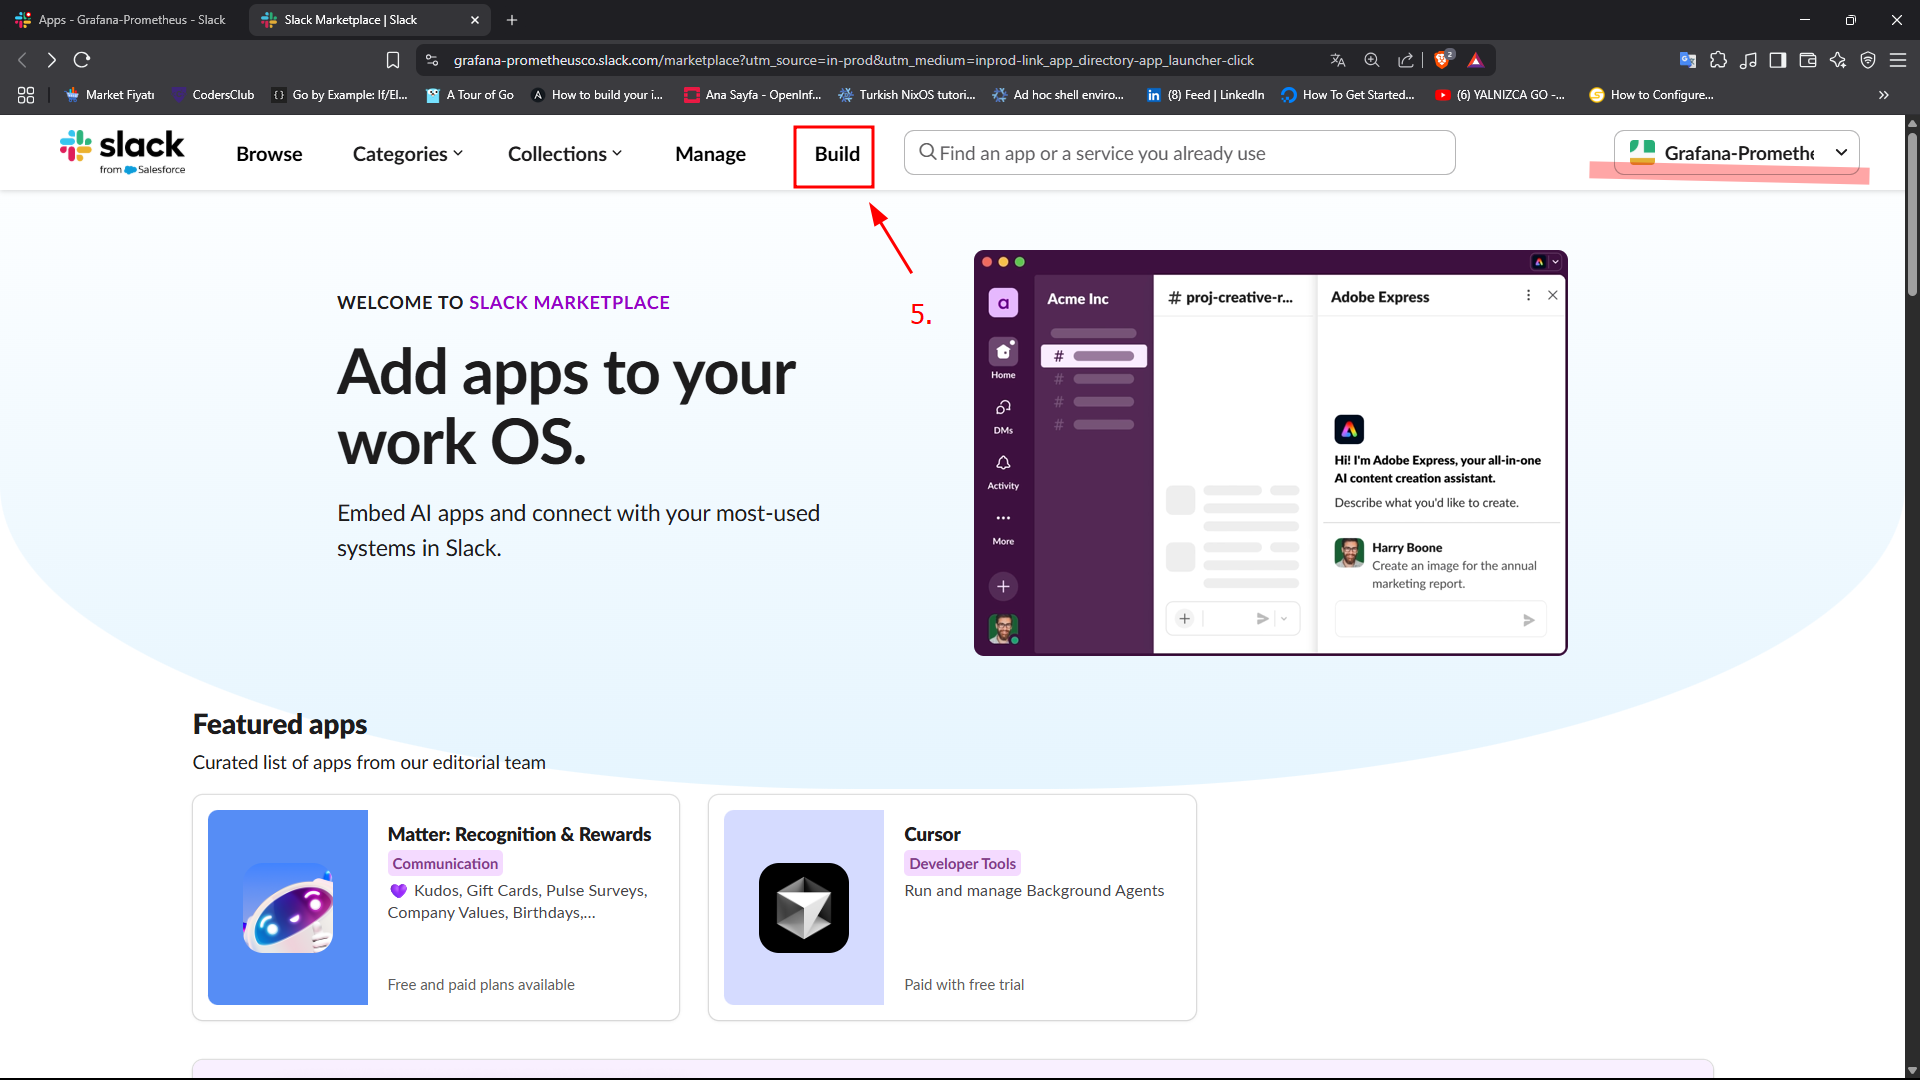 Apps - Grafana-Prometheus - Slack
Slack Marketplace | Slack
grafana-prometheusco.slack.com/marketplace?utm_source=in-prod&utm_medium=inprod-link_app_directory-app_launcher-click
2
Market Fiyatı
CodersClub
Go by Example: If/El...
A Tour of Go
How to build your i...
Ana Sayfa - OpenInf...
Turkish NixOS tutori...
Ad hoc shell enviro...
(8) Feed | LinkedIn
How To Get Started...
(6) YALNIZCA GO -...
How to Configure...
slack
from Salesforce
Browse
Categories
Collections
Manage
Build
Find an app or a service you already use
Grafana-Promethe
5.
WELCOME TO SLACK MARKETPLACE
Add apps to your
work OS.
Embed AI apps and connect with your most-used
systems in Slack.
a
Acme Inc
# proj-creative-r...
Adobe Express
Home
DMs
Activity
More
Hi! I'm Adobe Express, your all-in-one
AI content creation assistant.
Describe what you'd like to create.
Harry Boone
Create an image for the annual
marketing report.
Featured apps
Curated list of apps from our editorial team
Matter: Recognition & Rewards
Communication
💜 Kudos, Gift Cards, Pulse Surveys,
Company Values, Birthdays,...
Free and paid plans available
Cursor
Developer Tools
Run and manage Background Agents
Paid with free trial